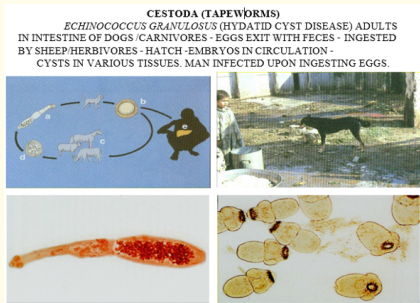 CESTODA (TAPEWORMS)
ECHINOCOCCUS GRANULOSUS (HYDATID CYST DISEASE) ADULTS
IN INTESTINE OF DOGS /CARNIVORES - EGGS EXIT WITH FECES - INGESTED
BY SHEEP/HERBIVORES - HATCH -EMBRYOS IN CIRCULATION -
CYSTS IN VARIOUS TISSUES. MAN INFECTED UPON INGESTING EGGS.
a
b
c
e
d